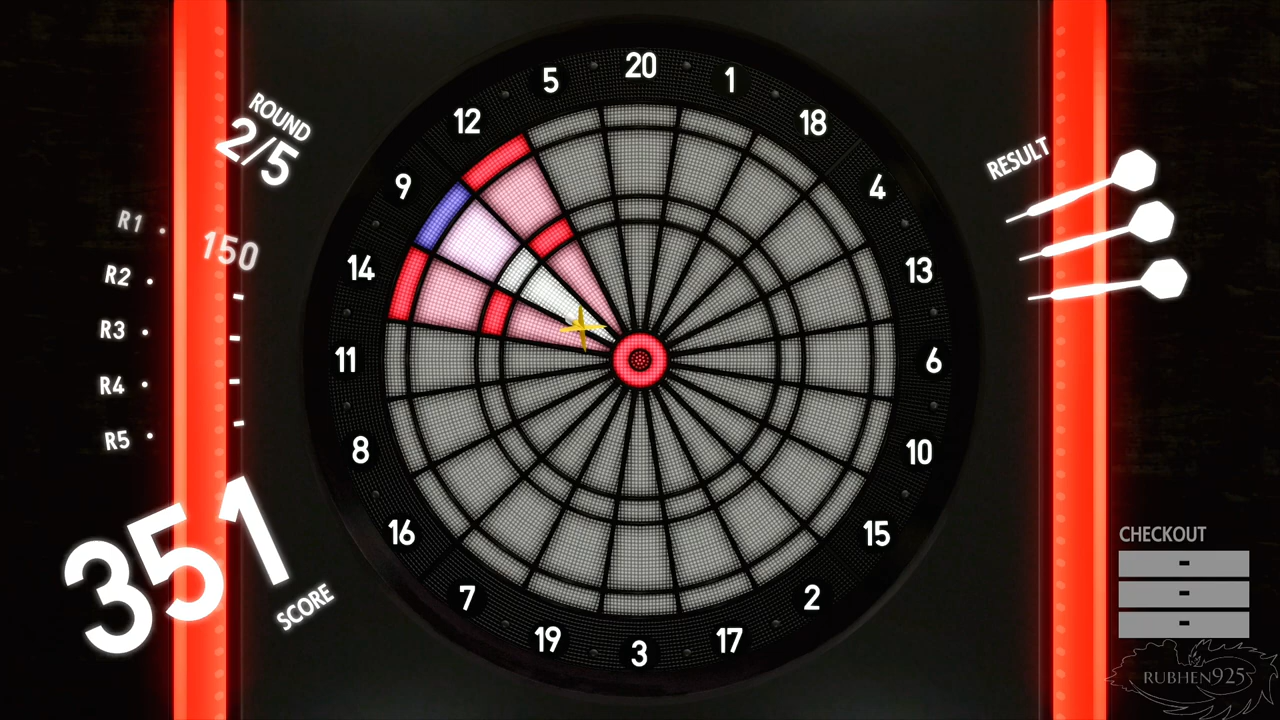 ROUND
2/5
R1 150
R2 -
R3 -
R4 -
R5 -
351
SCORE
20
1
18
4
13
6
10
15
2
17
3
19
7
16
8
11
14
9
12
5
RESULT
CHECKOUT
-
-
-
RUBHEN925